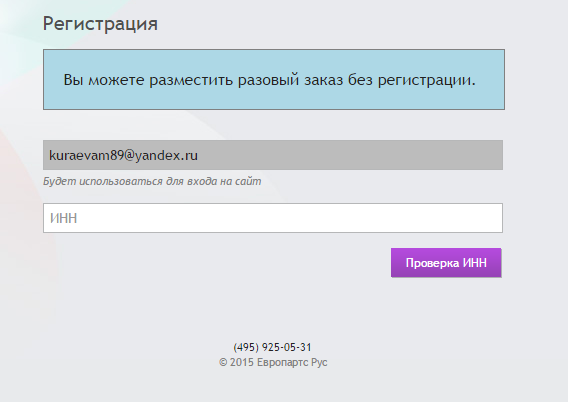 Регистрация
Вы можете разместить разовый заказ без регистрации.
kuraevam89@yandex.ru
Будет использоваться для входа на сайт
ИНН
Проверка ИНН
(495) 925-05-31
© 2015 Европартс Рус